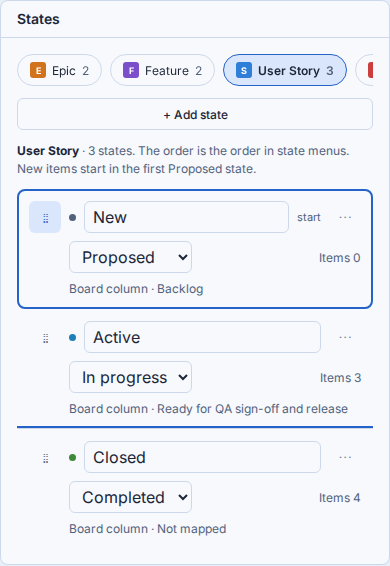 States
E Epic 2 F Feature 2 S User Story 3
+ Add state
User Story · 3 states. The order is the order in state menus.
New items start in the first Proposed state.
New start ...
Proposed Items 0
Board column · Backlog
Active ...
In progress Items 3
Board column · Ready for QA sign-off and release
Closed ...
Completed Items 4
Board column · Not mapped